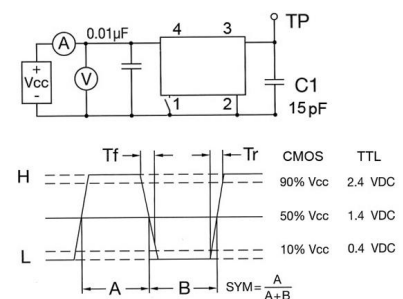 TP
A
0.01µF
4
3
+
Vcc
-
V
C1
15pF
1
2
Tf
Tr
CMOS
TTL
H
90% Vcc
2.4 VDC
50% Vcc
1.4 VDC
10% Vcc
0.4 VDC
L
A
B
SYM= A
A+B